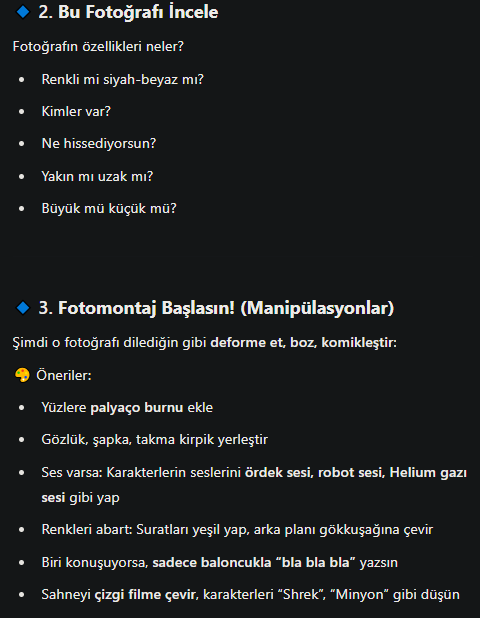 🔹 2. Bu Fotoğrafı İncele
Fotoğrafın özellikleri neler?
• Renkli mi siyah-beyaz mı?
• Kimler var?
• Ne hissediyorsun?
• Yakın mı uzak mı?
• Büyük mü küçük mü?
🔹 3. Fotomontaj Başlasın! (Manipülasyonlar)
Şimdi o fotoğrafı dilediğin gibi deforme et, boz, komikleştir:
🎨 Öneriler:
• Yüzlere palyaço burnu ekle
• Gözlük, şapka, takma kirpik yerleştir
• Ses varsa: Karakterlerin seslerini ördek sesi, robot sesi, Helium gazı
sesi gibi yap
• Renkleri abart: Suratları yeşil yap, arka planı gökkuşağına çevir
• Biri konuşuyorsa, sadece baloncukla “bla bla bla” yazsın
• Sahneyi çizgi filme çevir, karakterleri “Shrek”, “Minyon” gibi düşün